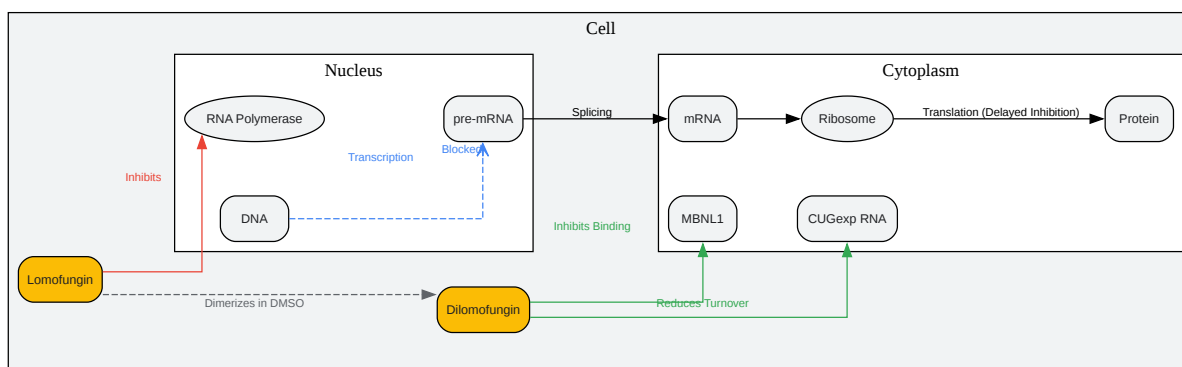 Cell
Nucleus
Cytoplasm
RNA Polymerase
pre-mRNA
Splicing
mRNA
Ribosome
Translation (Delayed Inhibition)
Protein
Transcription
Blocked
Inhibits
DNA
MBNL1
CUGexp RNA
Inhibits Binding
Lomofungin
Dimerizes in DMSO
Dilomofungin
Reduces Turnover